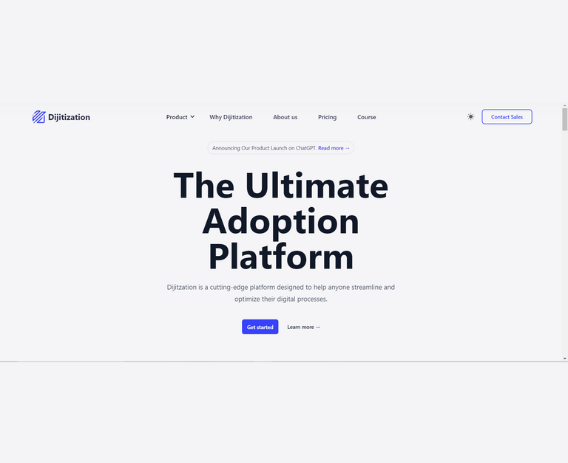 Dijitization
Product Why Dijitization About us Pricing Course
Contact Sales
Announcing Our Product Launch on ChatGPT. Read more →
The Ultimate
Adoption
Platform
Dijitzation is a cutting-edge platform designed to help anyone streamline and
optimize their digital processes.
Get started Learn more →